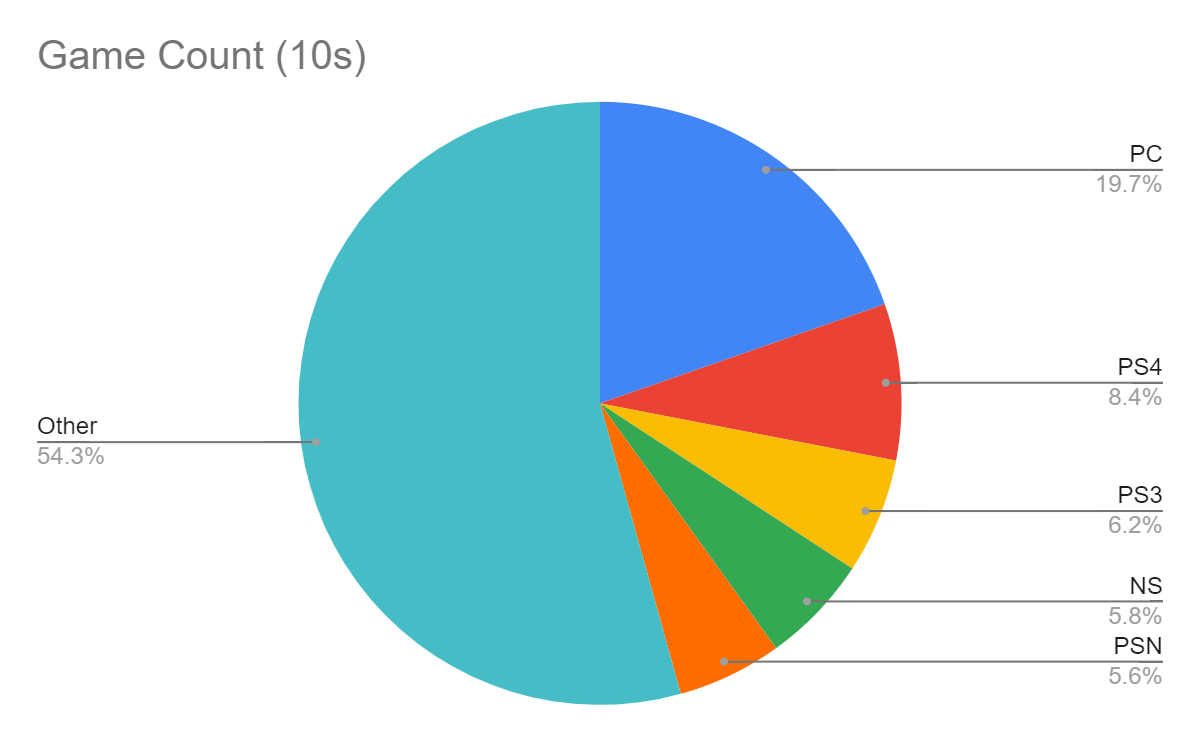 Game Count (10s)
PC
19.7%
PS4
8.4%
Other
54.3%
PS3
6.2%
NS
5.8%
PSN
5.6%